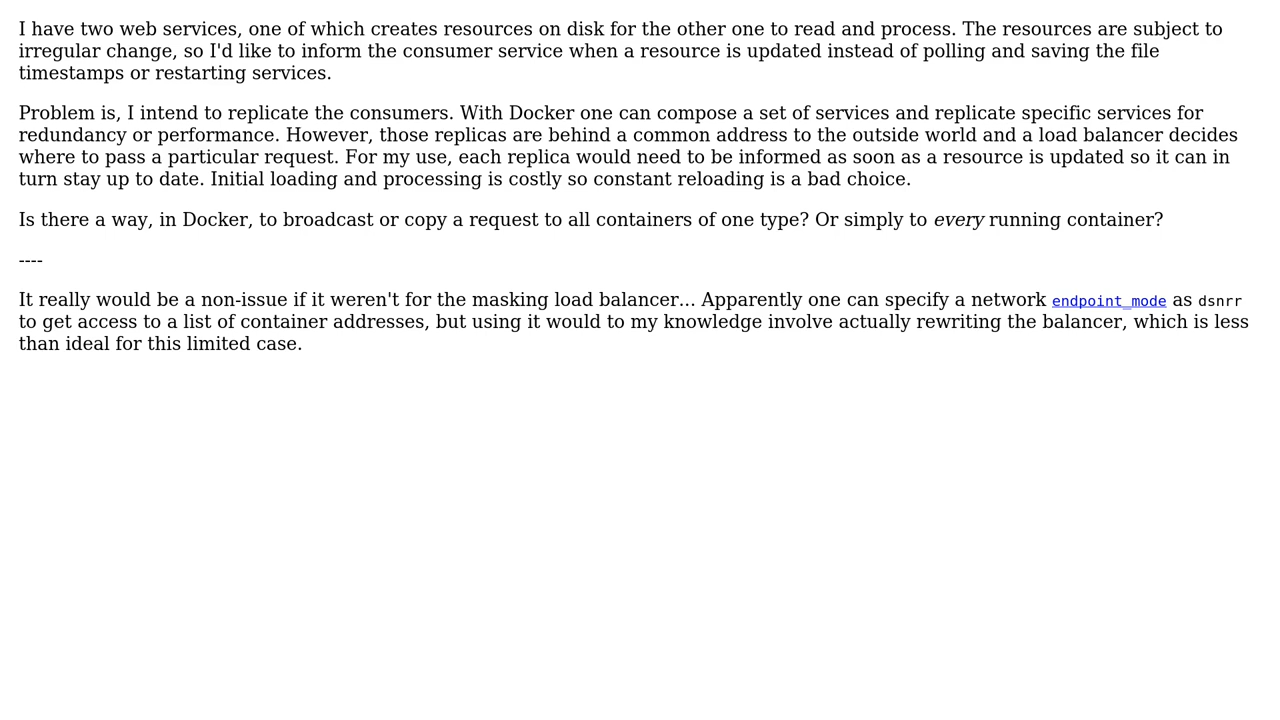 I have two web services, one of which creates resources on disk for the other one to read and process. The resources are subject to
irregular change, so I'd like to inform the consumer service when a resource is updated instead of polling and saving the file
timestamps or restarting services.
Problem is, I intend to replicate the consumers. With Docker one can compose a set of services and replicate specific services for
redundancy or performance. However, those replicas are behind a common address to the outside world and a load balancer decides
where to pass a particular request. For my use, each replica would need to be informed as soon as a resource is updated so it can in
turn stay up to date. Initial loading and processing is costly so constant reloading is a bad choice.
Is there a way, in Docker, to broadcast or copy a request to all containers of one type? Or simply to every running container?
----
It really would be a non-issue if it weren't for the masking load balancer... Apparently one can specify a network endpoint_mode as dsnrr
to get access to a list of container addresses, but using it would to my knowledge involve actually rewriting the balancer, which is less
than ideal for this limited case.